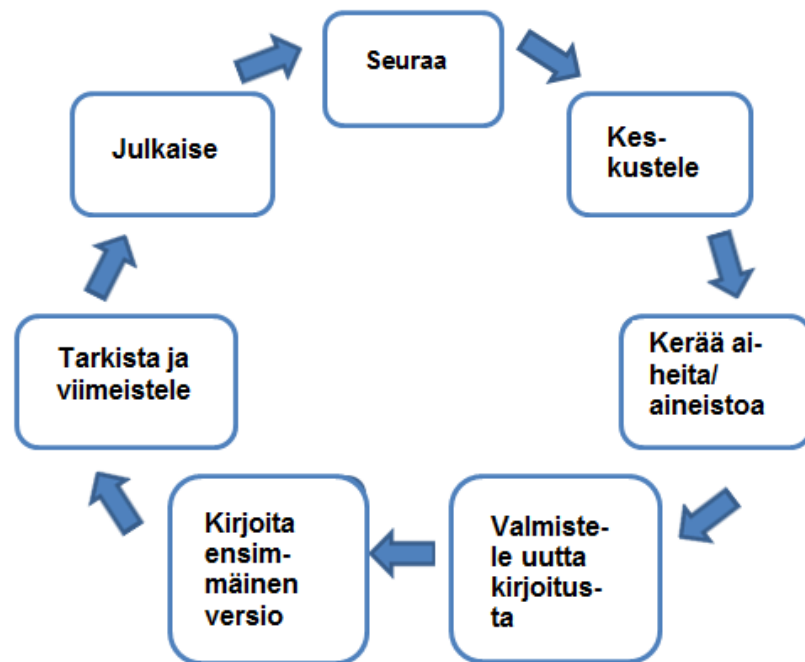 Seuraa
Kes-
kustele
Kerää ai-
heita/
aineistoa
Valmiste-
le uutta
kirjoitus-
ta
Kirjoita
ensim-
mäinen
versio
Tarkista ja
viimeistele
Julkaise